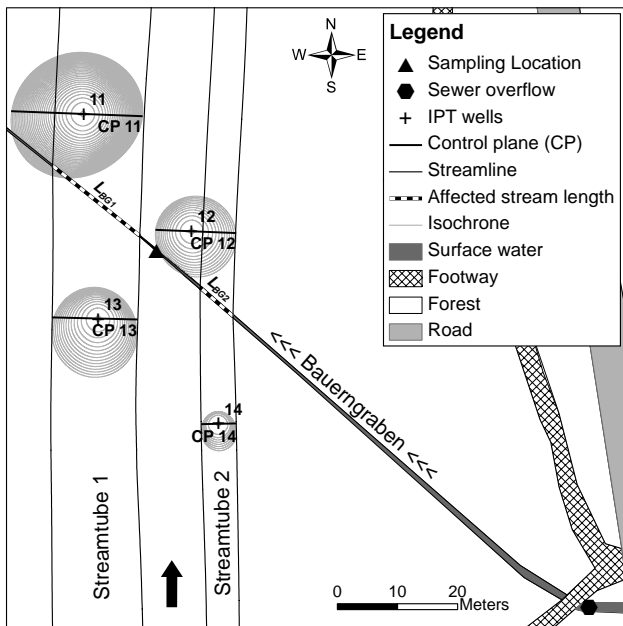 N
W E
S
Legend
Sampling Location
Sewer overflow
IPT wells
Control plane (CP)
Streamline
Affected stream length
Isochrone
Surface water
Footway
Forest
Road
11
CP 11
LBG1
12
CP 12
LBG2
13
CP 13
14
CP 14
<<< Bauerngraben <<<
Streamtube 1
Streamtube 2
0 10 20
Meters